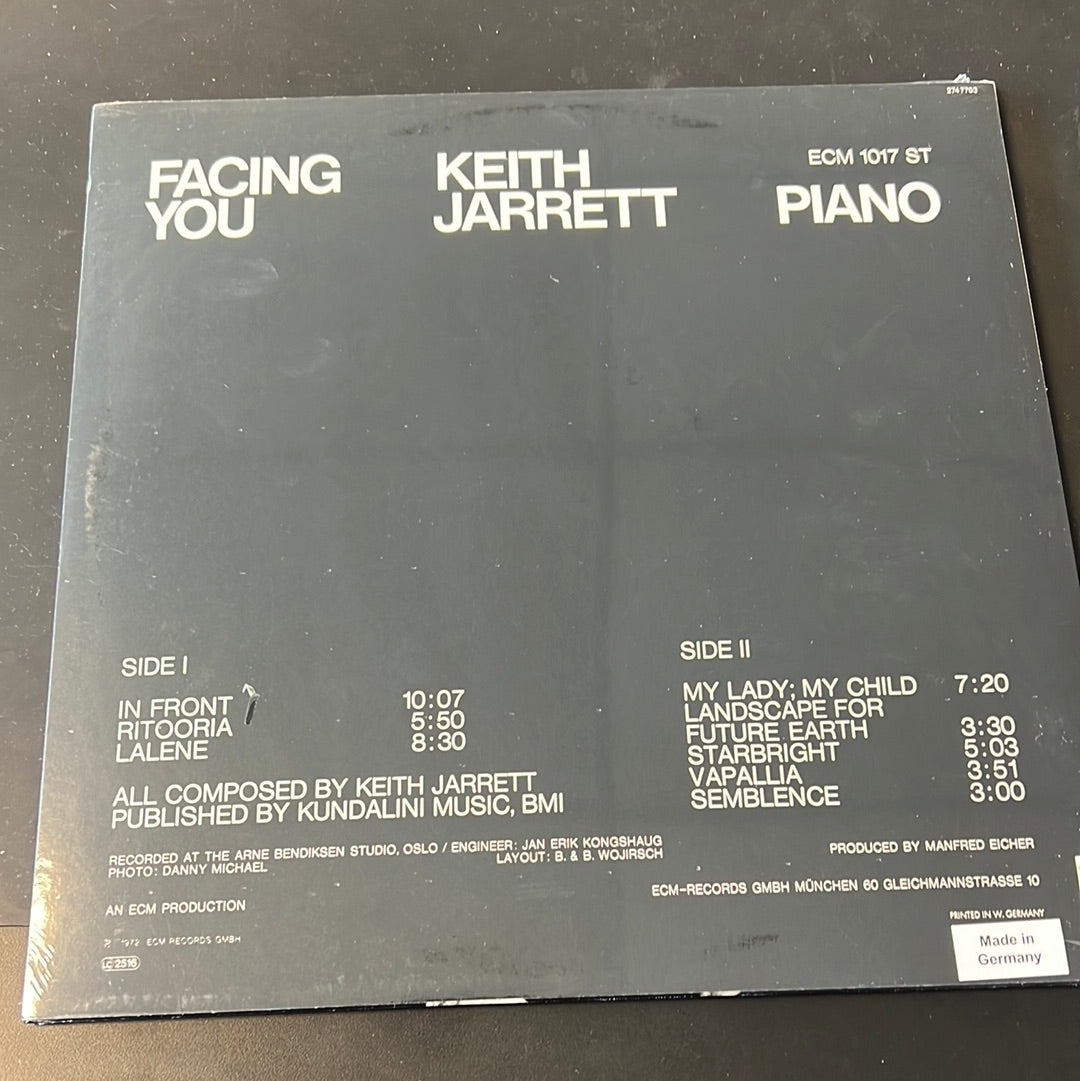 2747703
FACING
YOU
KEITH
JARRETT
ECM 1017 ST
PIANO
SIDE I
IN FRONT 10:07
RITOORIA 5:50
LALENE 8:30
ALL COMPOSED BY KEITH JARRETT
PUBLISHED BY KUNDALINI MUSIC, BMI
SIDE II
MY LADY; MY CHILD 7:20
LANDSCAPE FOR
FUTURE EARTH 3:30
STARBRIGHT 5:03
VAPALLIA 3:51
SEMBLENCE 3:00
RECORDED AT THE ARNE BENDIKSEN STUDIO, OSLO / ENGINEER: JAN ERIK KONGSHAUG
PHOTO: DANNY MICHAEL LAYOUT: B. & B. WOJIRSCH
PRODUCED BY MANFRED EICHER
ECM-RECORDS GMBH MÜNCHEN 60 GLEICHMANNSTRASSE 10
AN ECM PRODUCTION
℗ 1972 ECM RECORDS GMBH
LC 2516
PRINTED IN W. GERMANY
Made in
Germany